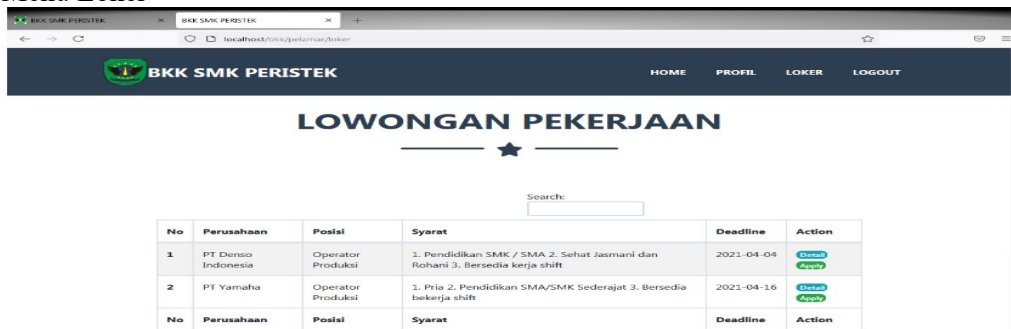 BKK SMK PERISTEK
BKK SMK PERISTEK
localhost/bkk/pelamar/loker
BKK SMK PERISTEK
HOME PROFIL LOKER LOGOUT
LOWONGAN PEKERJAAN
Search:
No Perusahaan Posisi Syarat Deadline Action
1 PT Denso Indonesia Operator Produksi 1. Pendidikan SMK / SMA 2. Sehat Jasmani dan Rohani 3. Bersedia kerja shift 2021-04-04 Detail Apply
2 PT Yamaha Operator Produksi 1. Pria 2. Pendidikan SMA/SMK Sederajat 3. Bersedia bekerja shift 2021-04-16 Detail Apply
No Perusahaan Posisi Syarat Deadline Action